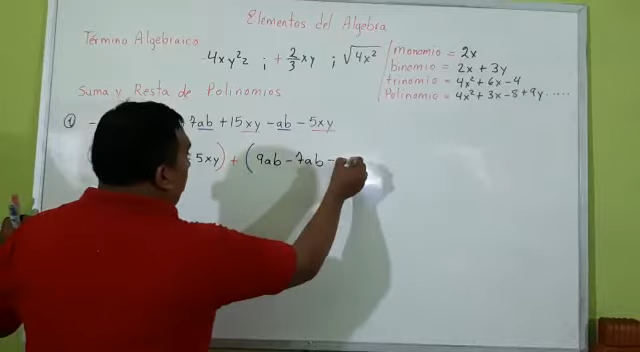 Elementos del Algebra
Término Algebraico
4xy²z ; + 2/3 xy ; √4x²
monomio = 2x
binomio = 2x + 3y
trinomio = 4x² + 6x - 4
Polinomio = 4x² + 3x - 8 + 9y ....
Suma y Resta de Polinomios
① - 7ab + 15xy - ab - 5xy
5xy) + (9ab - 7ab -